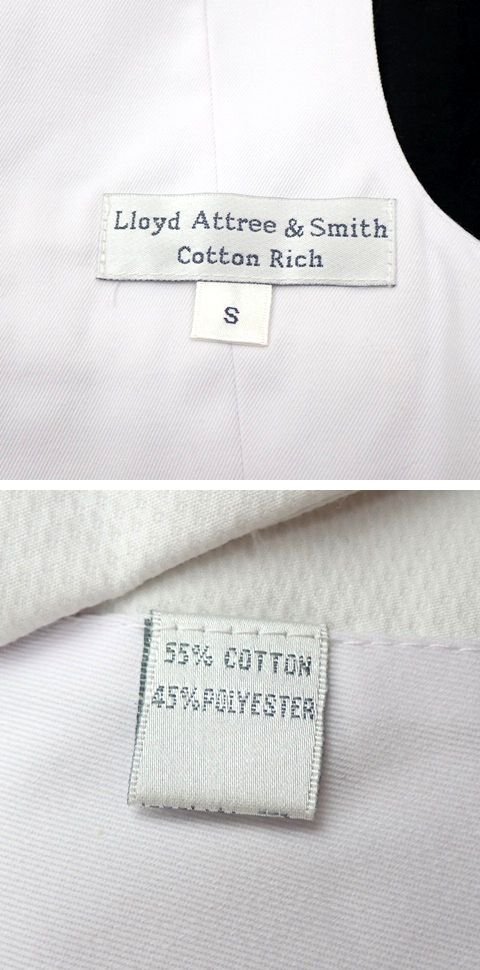 Lloyd Attree & Smith
Cotton Rich
S
55% COTTON
45%POLYESTER